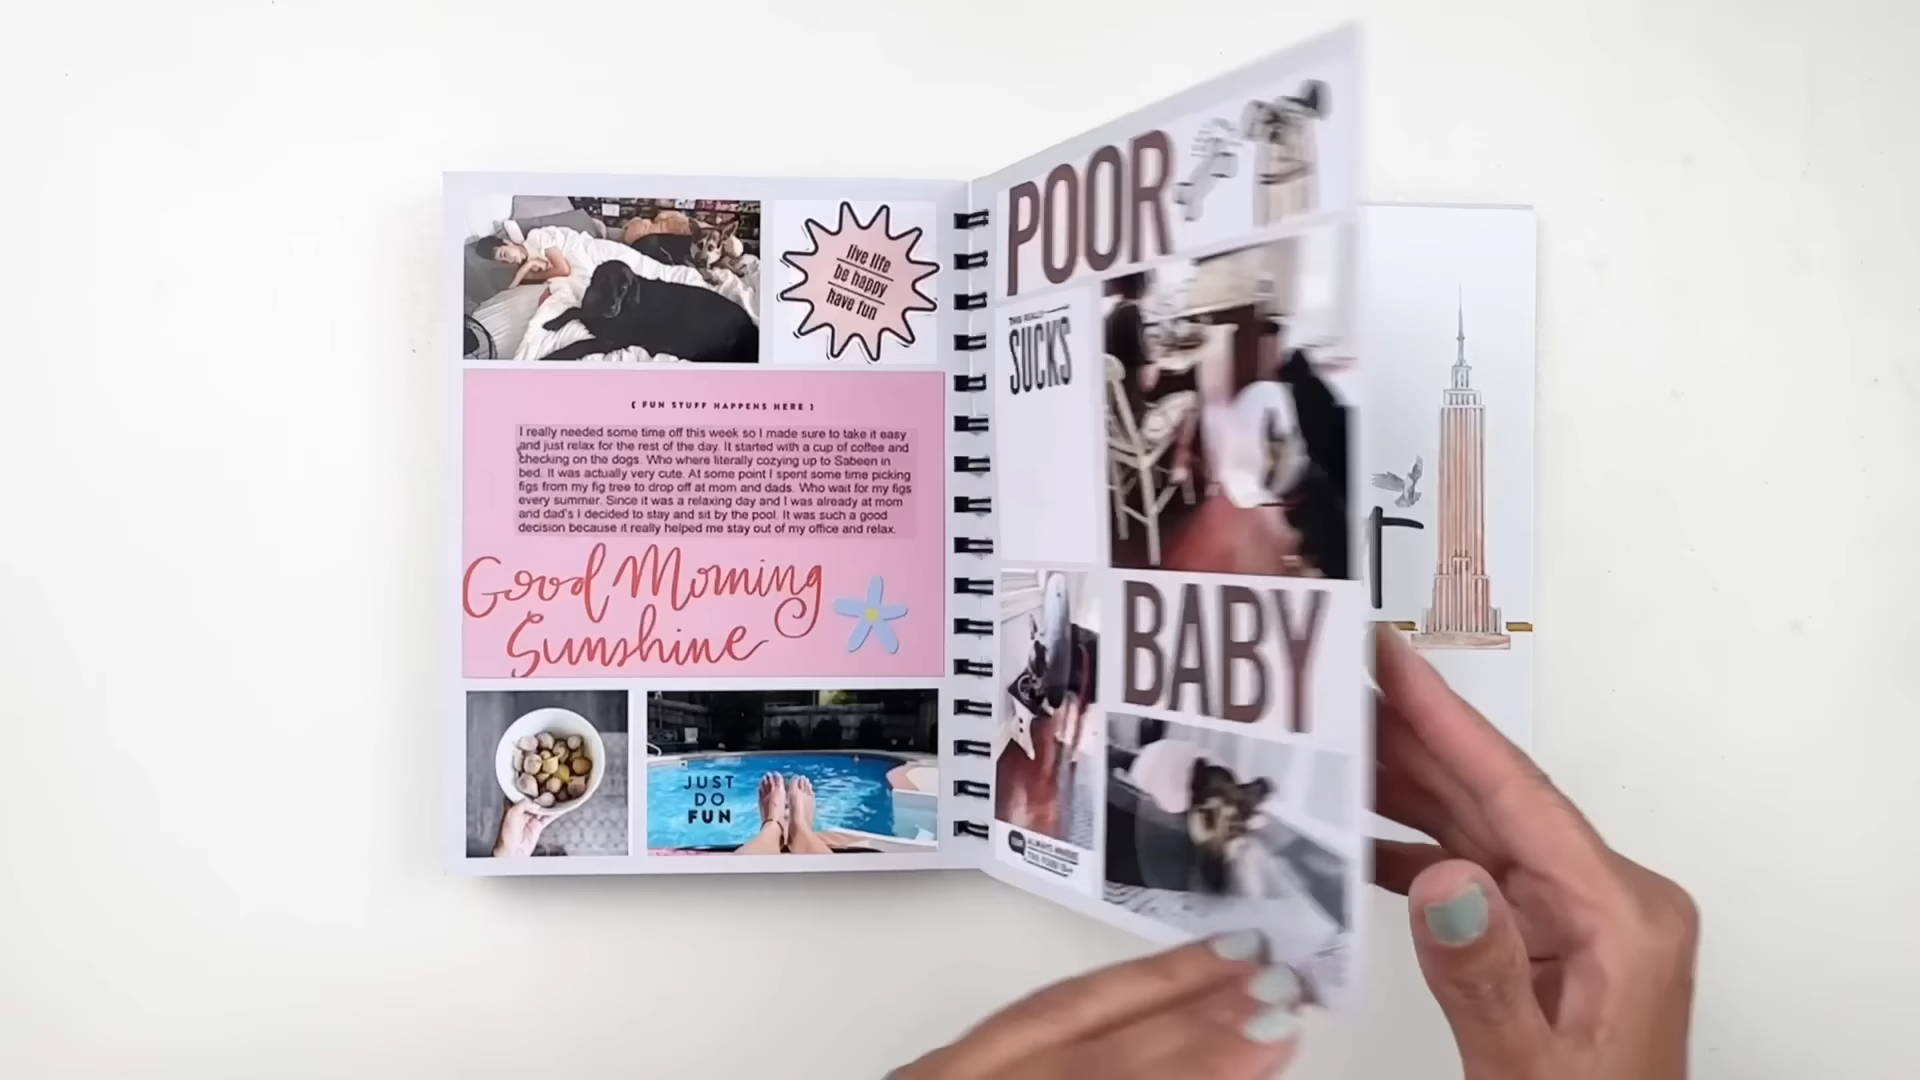 live life
be happy
have fun
{ FUN STUFF HAPPENS HERE }
I really needed some time off this week so I made sure to take it easy
and just relax for the rest of the day. It started with a cup of coffee and
checking on the dogs. Who where literally cozying up to Sabeen in
bed. It was actually very cute. At some point I spent some time picking
figs from my fig tree to drop off at mom and dads. Who wait for my figs
every summer. Since it was a relaxing day and I was already at mom
and dad's I decided to stay and sit by the pool. It was such a good
decision because it really helped me stay out of my office and relax.
Good Morning
Sunshine
JUST
DO
FUN
POOR
THIS REALLY
SUCKS
BABY